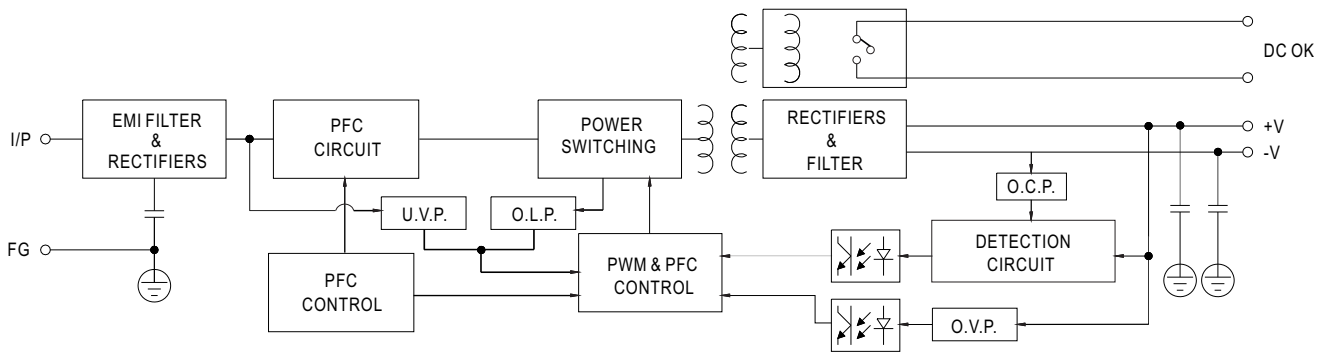 DC OK
I/P
EMI FILTER
&
RECTIFIERS
PFC
CIRCUIT
POWER
SWITCHING
RECTIFIERS
&
FILTER
+V
-V
U.V.P.
O.L.P.
O.C.P.
FG
PFC
CONTROL
PWM & PFC
CONTROL
DETECTION
CIRCUIT
O.V.P.